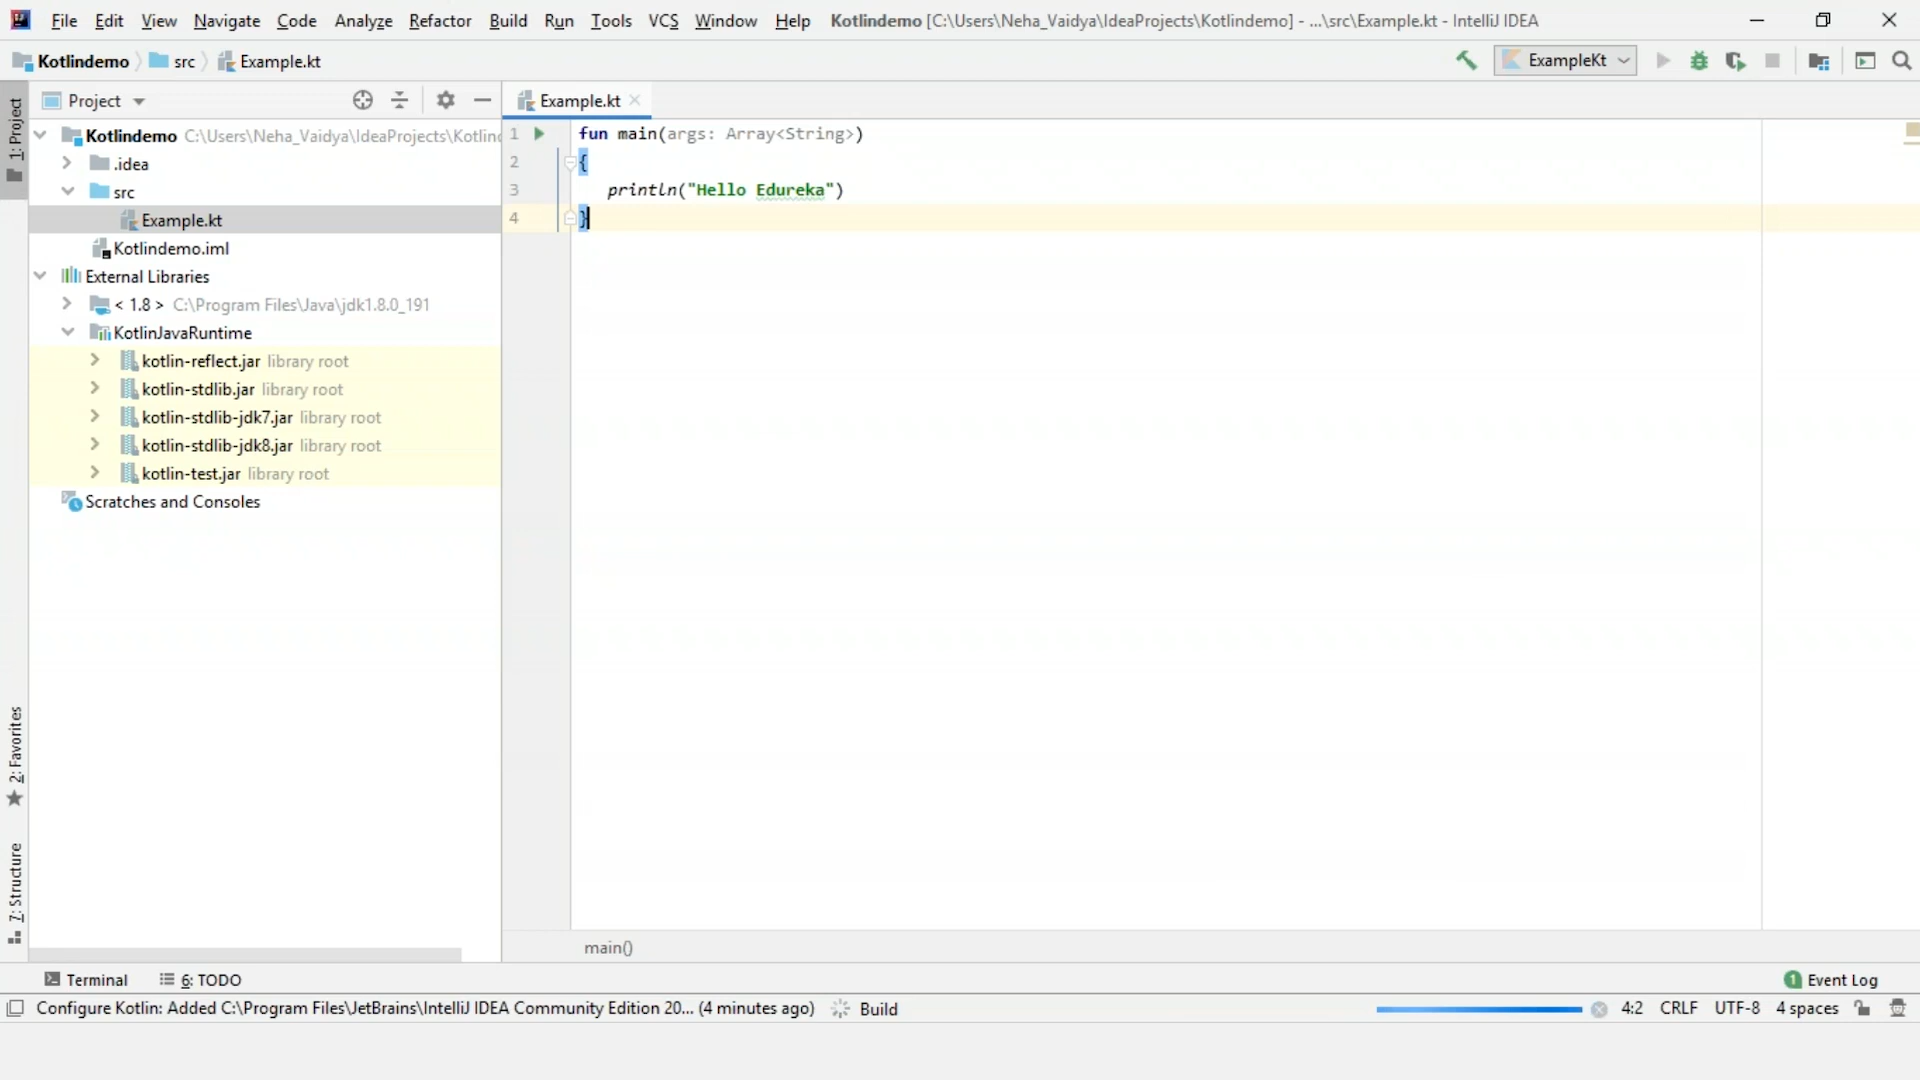 File Edit View Navigate Code Analyze Refactor Build Run Tools VCS Window Help Kotlindemo [C:\Users\Neha_Vaidya\IdeaProjects\Kotlindemo] - ...\src\Example.kt - IntelliJ IDEA
Kotlindemo src Example.kt ExampleKt
1: Project
Project
Example.kt
Kotlindemo C:\Users\Neha_Vaidya\IdeaProjects\Kotlin
.idea
src
Example.kt
Kotlindemo.iml
External Libraries
< 1.8 > C:\Program Files\Java\jdk1.8.0_191
KotlinJavaRuntime
kotlin-reflect.jar library root
kotlin-stdlib.jar library root
kotlin-stdlib-jdk7.jar library root
kotlin-stdlib-jdk8.jar library root
kotlin-test.jar library root
Scratches and Consoles
1 fun main(args: Array<String>)
2 {
3 println("Hello Edureka")
4 }
2: Favorites
7: Structure
main()
Terminal 6: TODO 1 Event Log
Configure Kotlin: Added C:\Program Files\JetBrains\IntelliJ IDEA Community Edition 20... (4 minutes ago) Build 4:2 CRLF UTF-8 4 spaces